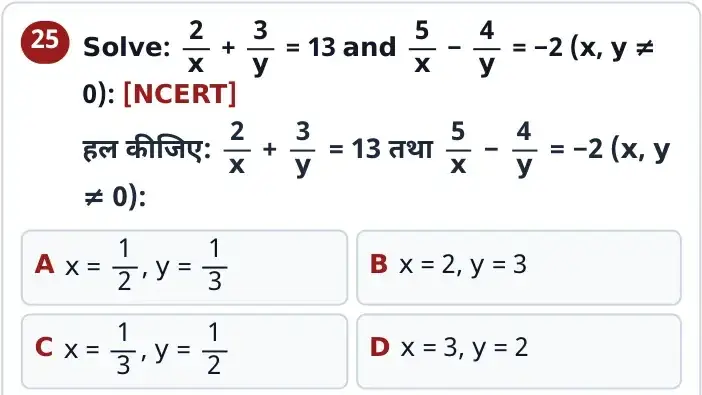 25 Solve: 2/x + 3/y = 13 and 5/x − 4/y = −2 (x, y ≠
0): [NCERT]
हल कीजिए: 2/x + 3/y = 13 तथा 5/x − 4/y = −2 (x, y
≠ 0):
A x = 1/2, y = 1/3
B x = 2, y = 3
C x = 1/3, y = 1/2
D x = 3, y = 2